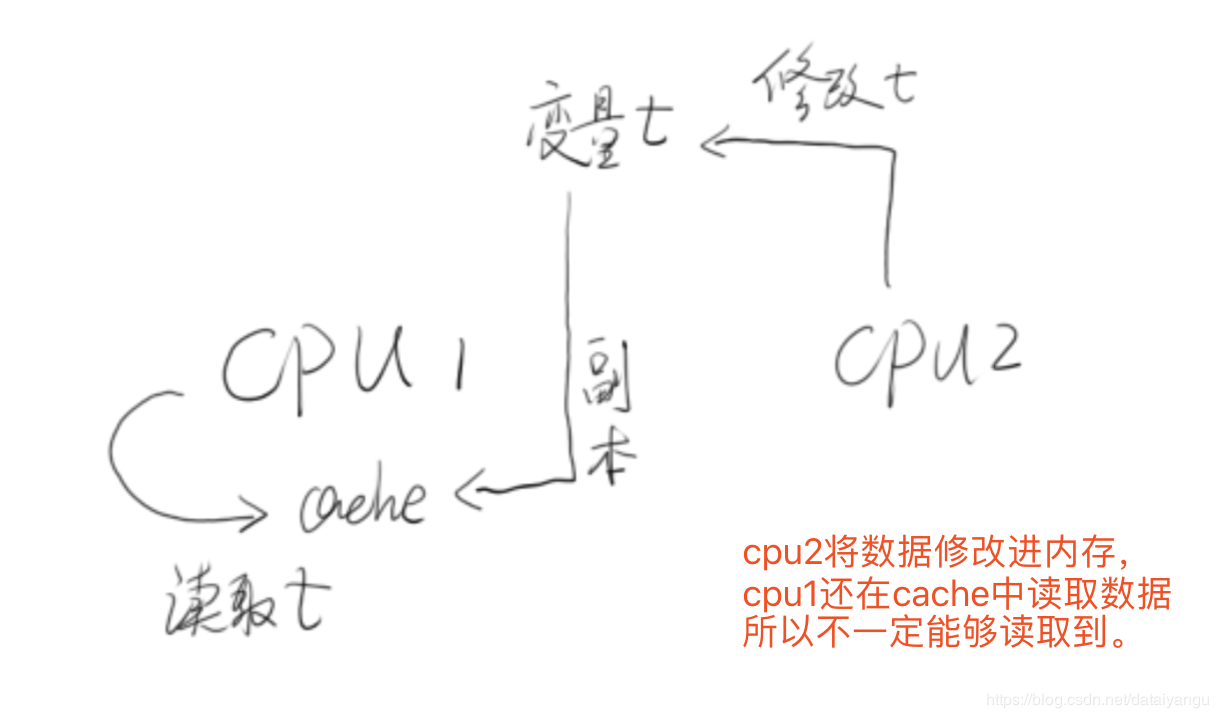 修改t
变量t
CPU1
CPU2
副
本
cache
读取t
cpu2将数据修改进内存，
cpu1还在cache中读取数据
所以不一定能够读取到。
https://blog.csdn.net/dataiyangu